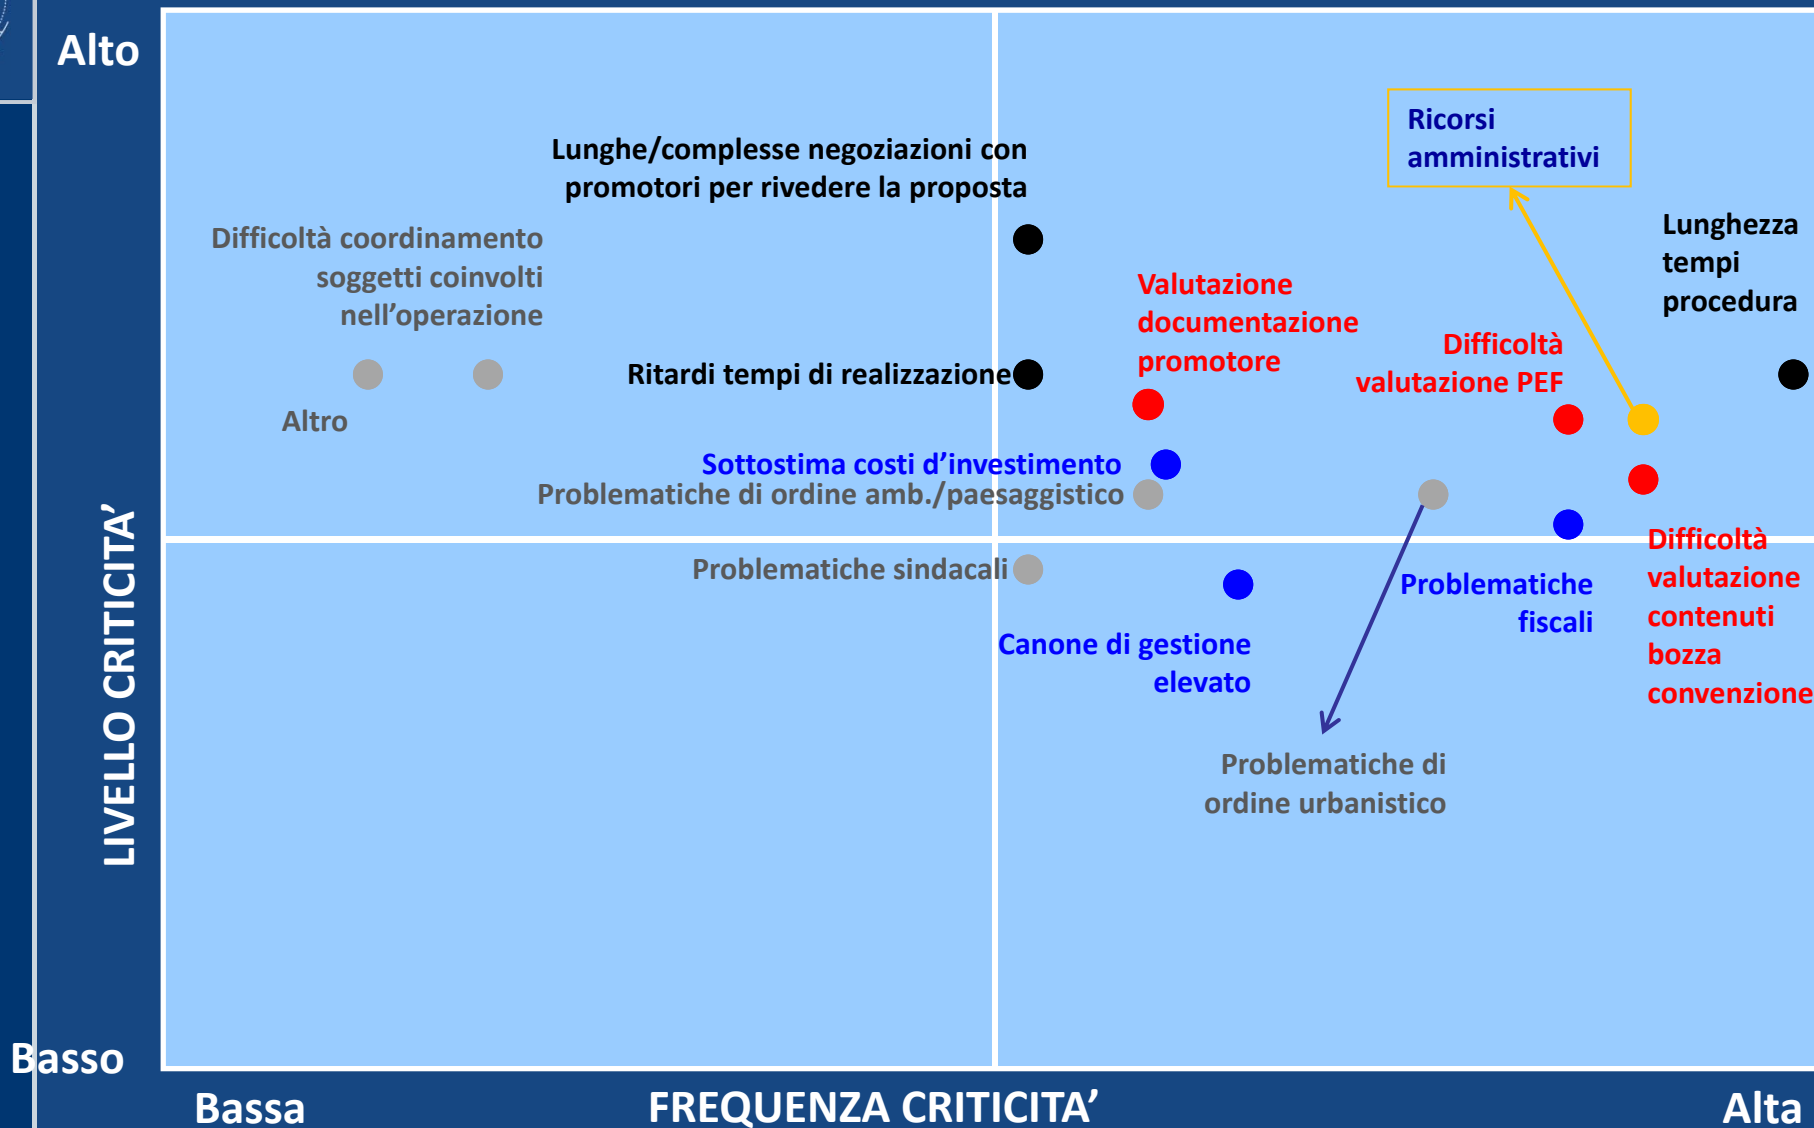 Alto
Ricorsi
amministrativi
Lunghe/complesse negoziazioni con
promotori per rivedere la proposta
Lunghezza
tempi
procedura
Difficoltà coordinamento
soggetti coinvolti
nell’operazione
Valutazione
documentazione
promotore
Difficoltà
valutazione PEF
Ritardi tempi di realizzazione
Altro
Sottostima costi d’investimento
Problematiche di ordine amb./paesaggistico
LIVELLO CRITICITA’
Problematiche sindacali
Difficoltà
valutazione
contenuti
bozza
convenzione
Problematiche
fiscali
Canone di gestione
elevato
Problematiche di
ordine urbanistico
Basso
Bassa
FREQUENZA CRITICITA’
Alta